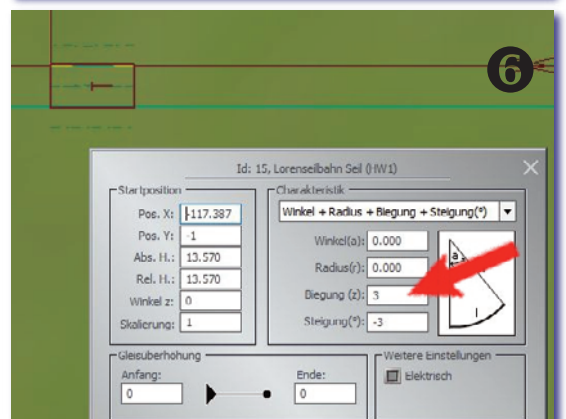 ❻
Id: 15, Lorenseilbahn Seil (HW1)
Startposition
Pos. X: -117.387
Pos. Y: -1
Abs. H.: 13.570
Rel. H.: 13.570
Winkel z: 0
Skalierung: 1
Charakteristik
Winkel + Radius + Biegung + Steigung(°)
Winkel(a): 0.000
Radius(r): 0.000
Biegung (z): 3
Steigung(°): -3
a
l
Gleisüberhöhung
Anfang: Ende:
0 0
Weitere Einstellungen
Elektrisch